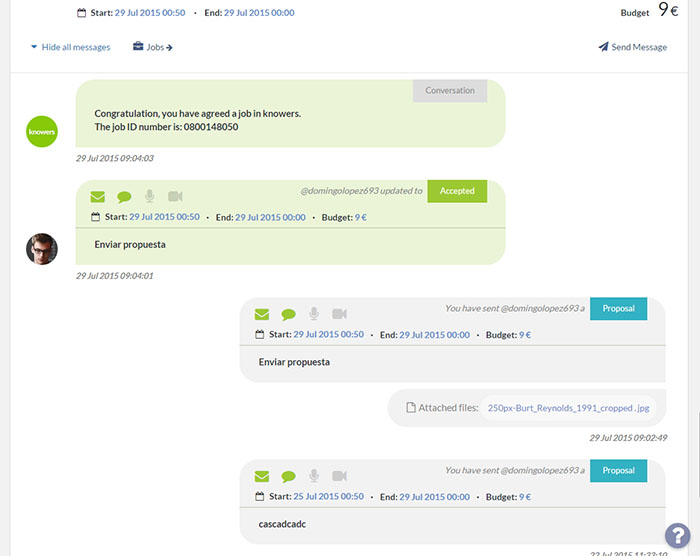 Start: 29 Jul 2015 00:50 · End: 29 Jul 2015 00:00 Budget 9 €
Hide all messages Jobs Send Message
Conversation
Congratulation, you have agreed a job in knowers.
The job ID number is: 0800148050
knowers
29 Jul 2015 09:04:03
@domingolopez693 updated to Accepted
Start: 29 Jul 2015 00:50 · End: 29 Jul 2015 00:00 · Budget: 9 €
Enviar propuesta
29 Jul 2015 09:04:01
You have sent @domingolopez693 a Proposal
Start: 29 Jul 2015 00:50 · End: 29 Jul 2015 00:00 · Budget: 9 €
Enviar propuesta
Attached files: 250px-Burt_Reynolds_1991_cropped .jpg
29 Jul 2015 09:02:49
You have sent @domingolopez693 a Proposal
Start: 25 Jul 2015 00:50 · End: 29 Jul 2015 00:00 · Budget: 9 €
cascadcadc
?